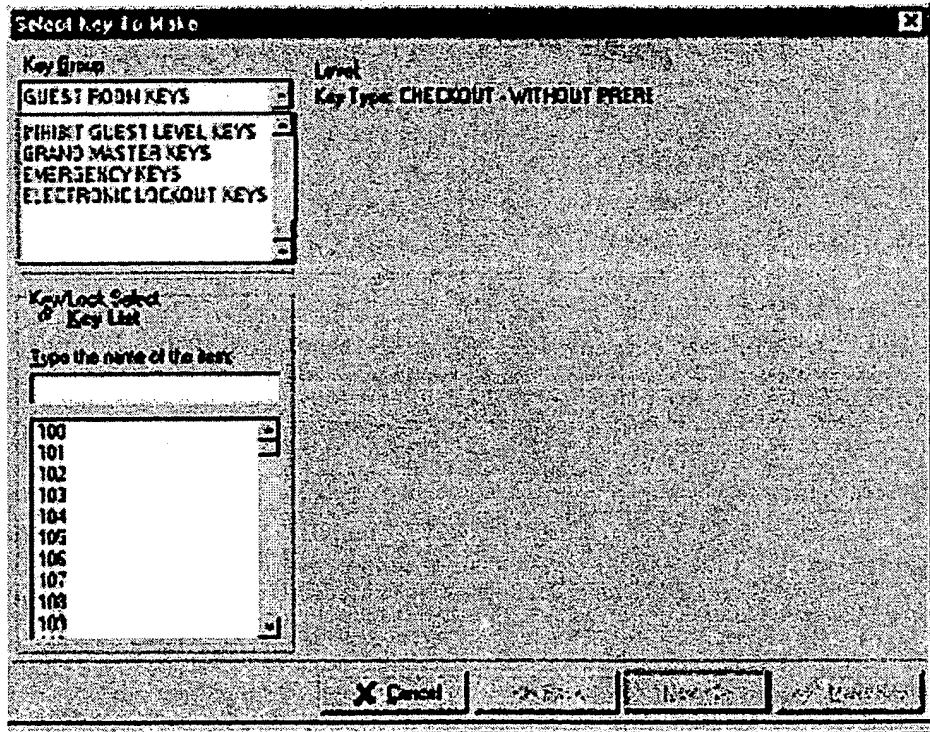 Select Key To Make
Key Group
GUEST ROOM KEYS
INHIBIT GUEST LEVEL KEYS
GRAND MASTER KEYS
EMERGENCY KEYS
ELECTRONIC LOCKOUT KEYS
Key/Lock Select
Key List
Type the name of the item:
100
101
102
103
104
105
106
107
108
109
Level
Key Type: CHECKOUT - WITHOUT PRERE
Cancel